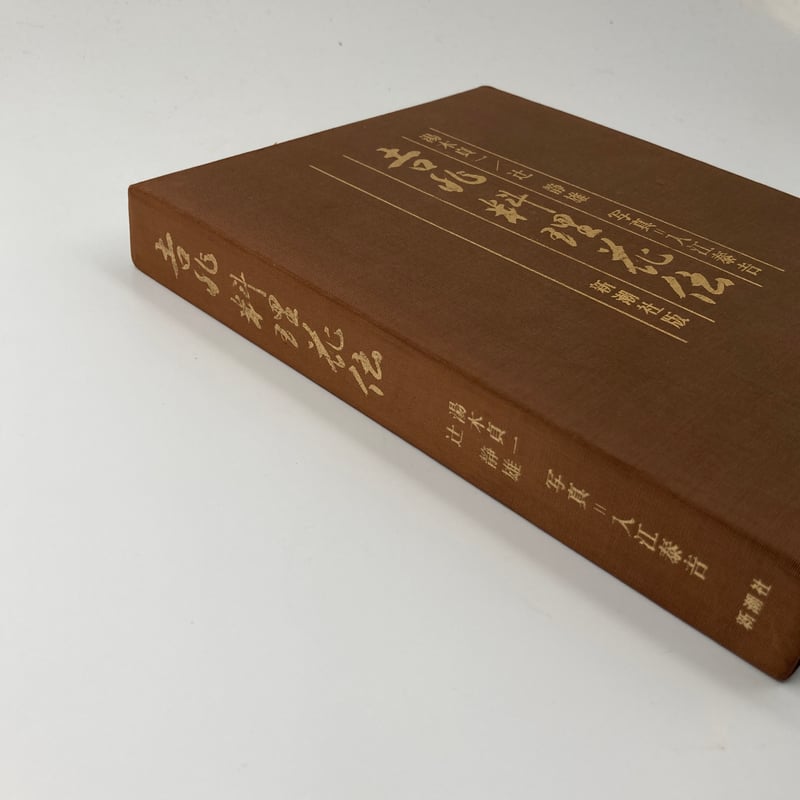 湯木貞一/辻 静雄 写真=入江泰吉
吉兆 料理花伝
新潮社版
吉兆 料理花伝
湯木貞一
辻 静雄
写真=入江泰吉
新潮社